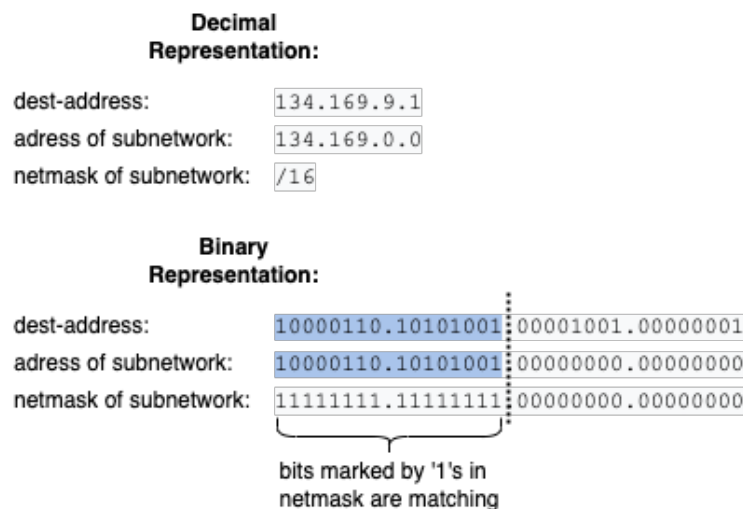 Decimal
Representation:
dest-address: 134.169.9.1
adress of subnetwork: 134.169.0.0
netmask of subnetwork: /16
Binary
Representation:
dest-address: 10000110.10101001 00001001.00000001
adress of subnetwork: 10000110.10101001 00000000.00000000
netmask of subnetwork: 11111111.11111111 00000000.00000000
bits marked by '1's in
netmask are matching